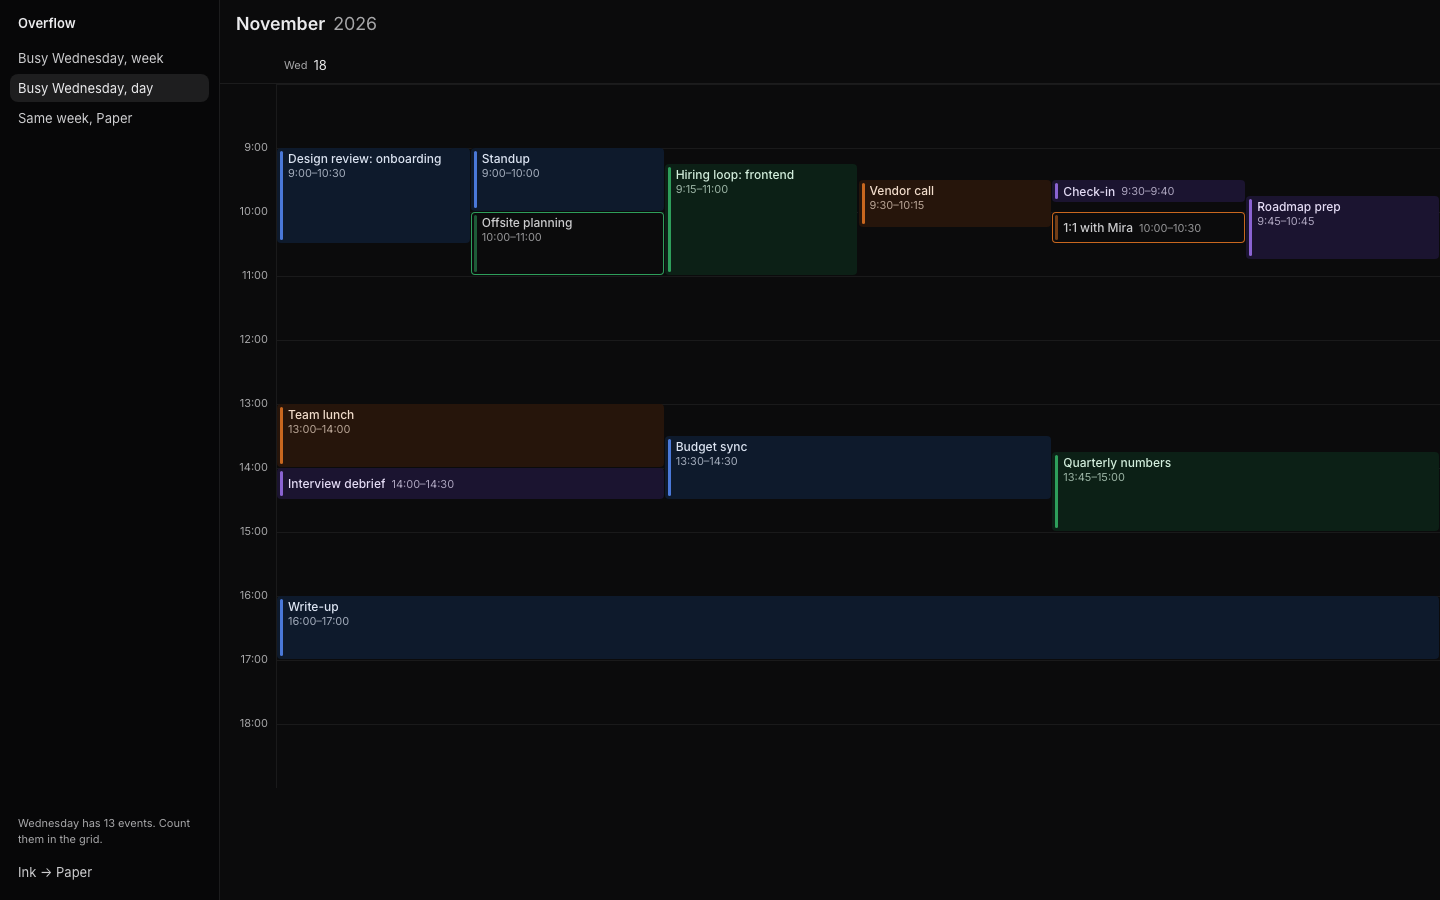 Overflow
Busy Wednesday, week
Busy Wednesday, day
Same week, Paper
Wednesday has 13 events. Count
them in the grid.
Ink → Paper
November 2026
Wed 18
9:00
10:00
11:00
12:00
13:00
14:00
15:00
16:00
17:00
18:00
Design review: onboarding
9:00–10:30
Standup
9:00–10:00
Offsite planning
10:00–11:00
Hiring loop: frontend
9:15–11:00
Vendor call
9:30–10:15
Check-in 9:30–9:40
1:1 with Mira 10:00–10:30
Roadmap prep
9:45–10:45
Team lunch
13:00–14:00
Interview debrief 14:00–14:30
Budget sync
13:30–14:30
Quarterly numbers
13:45–15:00
Write-up
16:00–17:00